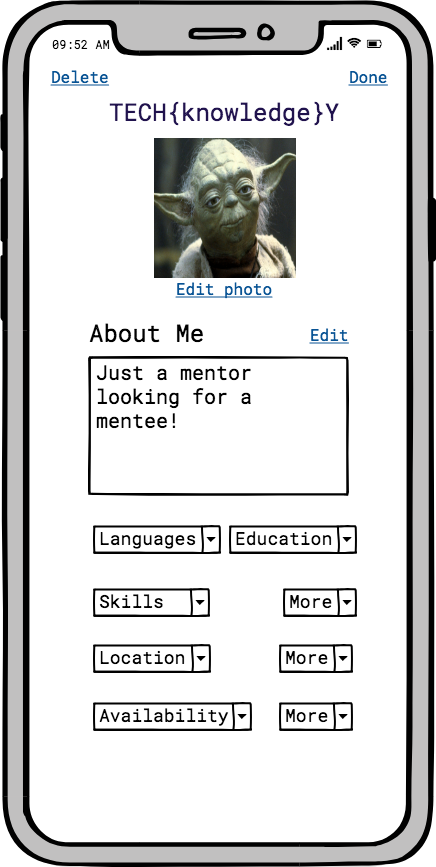 09:52 AM
Delete Done
TECH{knowledge}Y
Edit photo
About Me Edit
Just a mentor
looking for a
mentee!
Languages Education
Skills More
Location More
Availability More